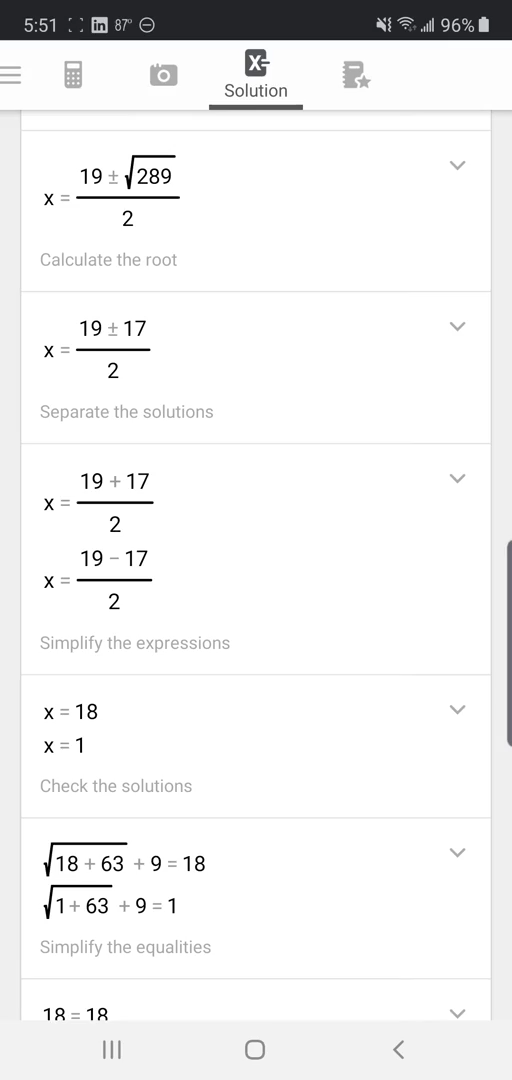 5:51 in 87° 96%
Solution
x = 19 ± √289 / 2
Calculate the root
x = 19 ± 17 / 2
Separate the solutions
x = 19 + 17 / 2
x = 19 − 17 / 2
Simplify the expressions
x = 18
x = 1
Check the solutions
√18 + 63 + 9 = 18
√1 + 63 + 9 = 1
Simplify the equalities
18 = 18